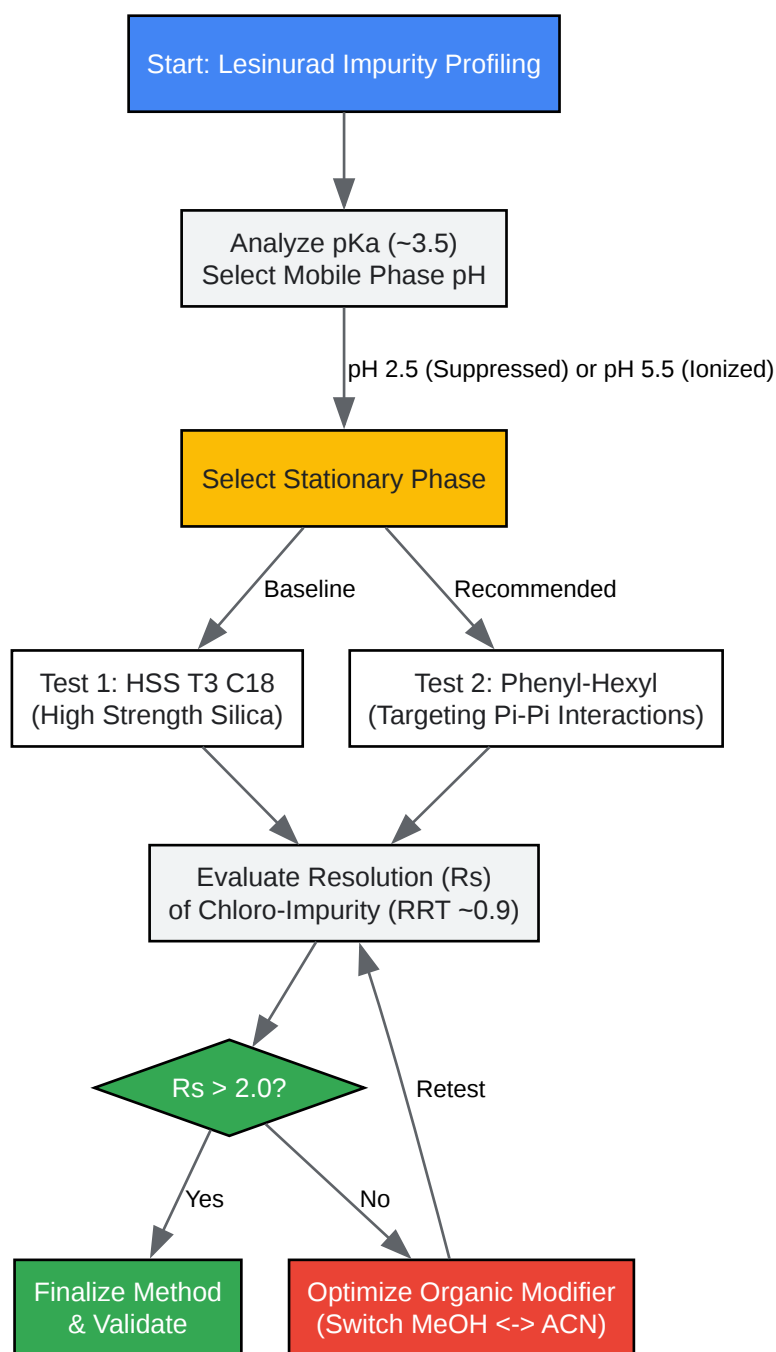 Start: Lesinurad Impurity Profiling
Analyze pKa (~3.5)
Select Mobile Phase pH
pH 2.5 (Suppressed) or pH 5.5 (Ionized)
Select Stationary Phase
Baseline
Recommended
Test 1: HSS T3 C18
(High Strength Silica)
Test 2: Phenyl-Hexyl
(Targeting Pi-Pi Interactions)
Evaluate Resolution (Rs)
of Chloro-Impurity (RRT ~0.9)
Rs > 2.0?
Retest
Yes
No
Finalize Method
& Validate
Optimize Organic Modifier
(Switch MeOH <-> ACN)